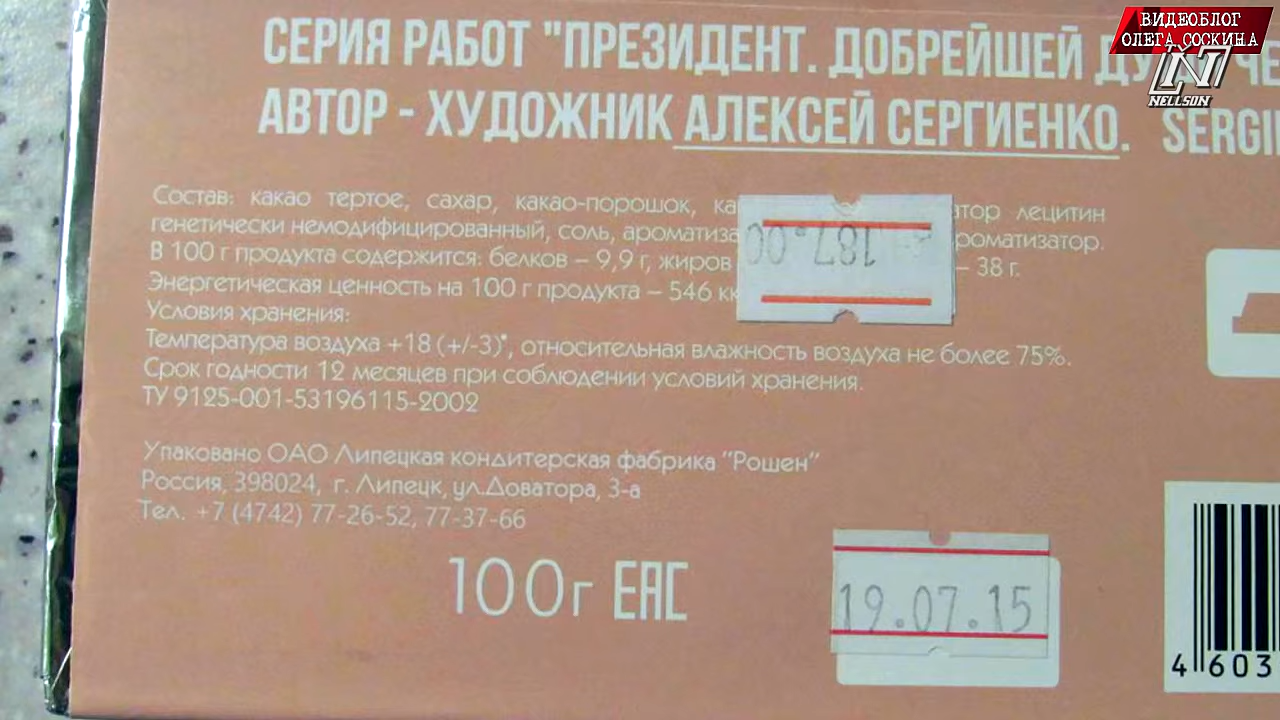 ВИДЕОБЛОГ
ОЛЕГА СОСКИНА
NELLSON
СЕРИЯ РАБОТ "ПРЕЗИДЕНТ. ДОБРЕЙШЕЙ
АВТОР - ХУДОЖНИК АЛЕКСЕЙ СЕРГИЕНКО. SERGI
Состав: какао тертое, сахар, какао-порошок, ка атор лецитин
генетически немодифицированный, соль, ароматиза роматизатор.
В 100 г продукта содержится: белков – 9,9 г, жиров – 38 г.
Энергетическая ценность на 100 г продукта – 546 кк
Условия хранения:
Температура воздуха +18 (+/-3)°, относительная влажность воздуха не более 75%.
Срок годности 12 месяцев при соблюдении условий хранения.
ТУ 9125-001-53196115-2002
187.00
Упаковано ОАО Липецкая кондитерская фабрика "Рошен"
Россия, 398024, г. Липецк, ул.Доватора, 3-а
Тел. +7 (4742) 77-26-52, 77-37-66
100г ЕАС
19.07.15
4 603